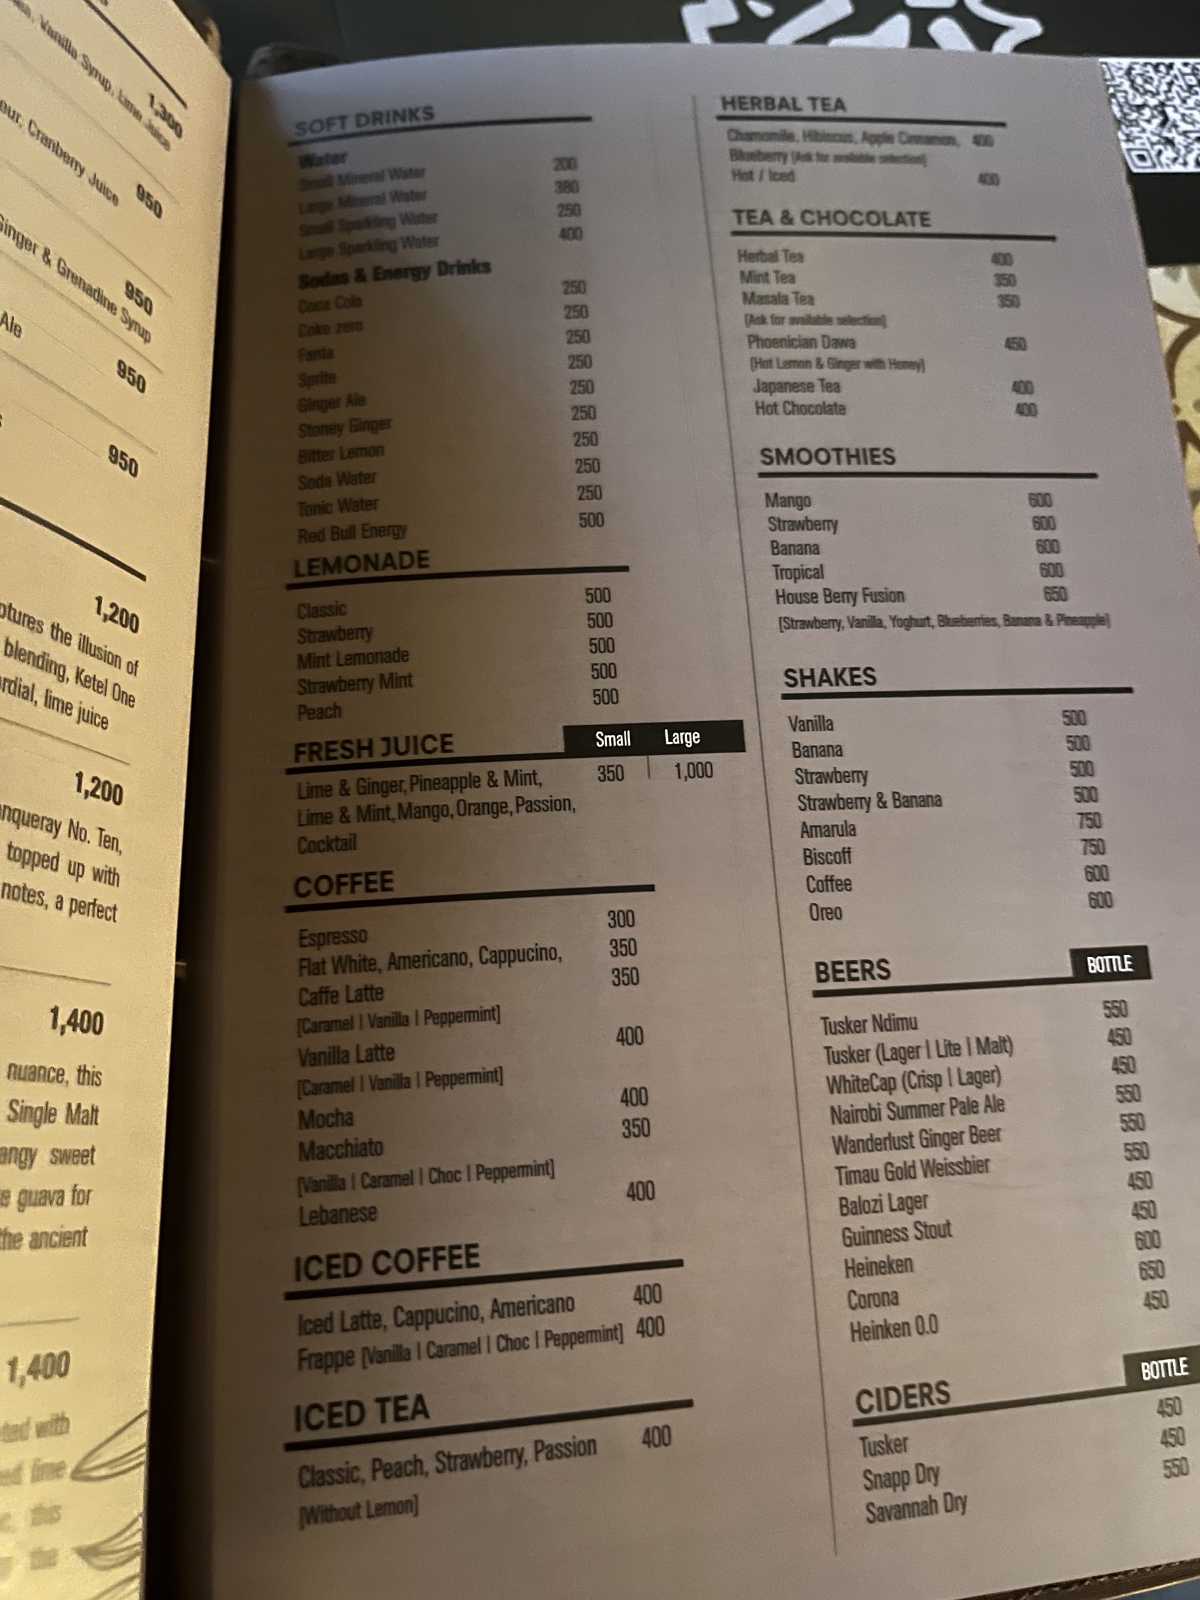 Vanilla Syrup, Lime Juice
1,300
Cranberry Juice
950
Ginger & Grenadine Syrup
950
Ale
950
950
1,200
the illusion of
blending, Ketel One
lime juice
1,200
No. Ten,
topped up with
notes, a perfect
1,400
nuance, this
Single Malt
sweet
guava for
the ancient
1,400
with
lime
this
the
SOFT DRINKS
Water
Small Mineral Water 200
Large Mineral Water 380
Small Sparkling Water 250
Large Sparkling Water 400
Sodas & Energy Drinks
Coca Cola 250
Coke zero 250
Fanta 250
Sprite 250
Ginger Ale 250
Stoney Ginger 250
Bitter Lemon 250
Soda Water 250
Tonic Water 250
Red Bull Energy 500
LEMONADE
Classic 500
Strawberry 500
Mint Lemonade 500
Strawberry Mint 500
Peach 500
FRESH JUICE Small Large
Lime & Ginger, Pineapple & Mint, 350 | 1,000
Lime & Mint, Mango, Orange, Passion,
Cocktail
COFFEE
Espresso 300
Flat White, Americano, Cappucino, 350
Caffe Latte 350
[Caramel | Vanilla | Peppermint]
Vanilla Latte 400
[Caramel | Vanilla | Peppermint]
Mocha 400
Macchiato 350
[Vanilla | Caramel | Choc | Peppermint]
Lebanese 400
ICED COFFEE
Iced Latte, Cappucino, Americano 400
Frappe [Vanilla | Caramel | Choc | Peppermint] 400
ICED TEA
Classic, Peach, Strawberry, Passion 400
[Without Lemon]
HERBAL TEA
Chamomile, Hibiscus, Apple Cinnamon, 400
Blueberry [Ask for available selection]
Hot / Iced 400
TEA & CHOCOLATE
Herbal Tea 400
Mint Tea 350
Masala Tea 350
[Ask for available selection]
Phoenician Dawa 450
[Hot Lemon & Ginger with Honey]
Japanese Tea 400
Hot Chocolate 400
SMOOTHIES
Mango 600
Strawberry 600
Banana 600
Tropical 600
House Berry Fusion 650
[Strawberry, Vanilla, Yoghurt, Blueberries, Banana & Pineapple]
SHAKES
Vanilla 500
Banana 500
Strawberry 500
Strawberry & Banana 500
Amarula 750
Biscoff 750
Coffee 600
Oreo 600
BEERS BOTTLE
Tusker Ndimu 550
Tusker (Lager | Lite | Malt) 450
WhiteCap (Crisp | Lager) 450
Nairobi Summer Pale Ale 550
Wanderlust Ginger Beer 550
Timau Gold Weissbier 550
Balozi Lager 450
Guinness Stout 450
Heineken 600
Corona 650
Heinken 0.0 450
CIDERS BOTTLE
Tusker 450
Snapp Dry 450
Savannah Dry 550